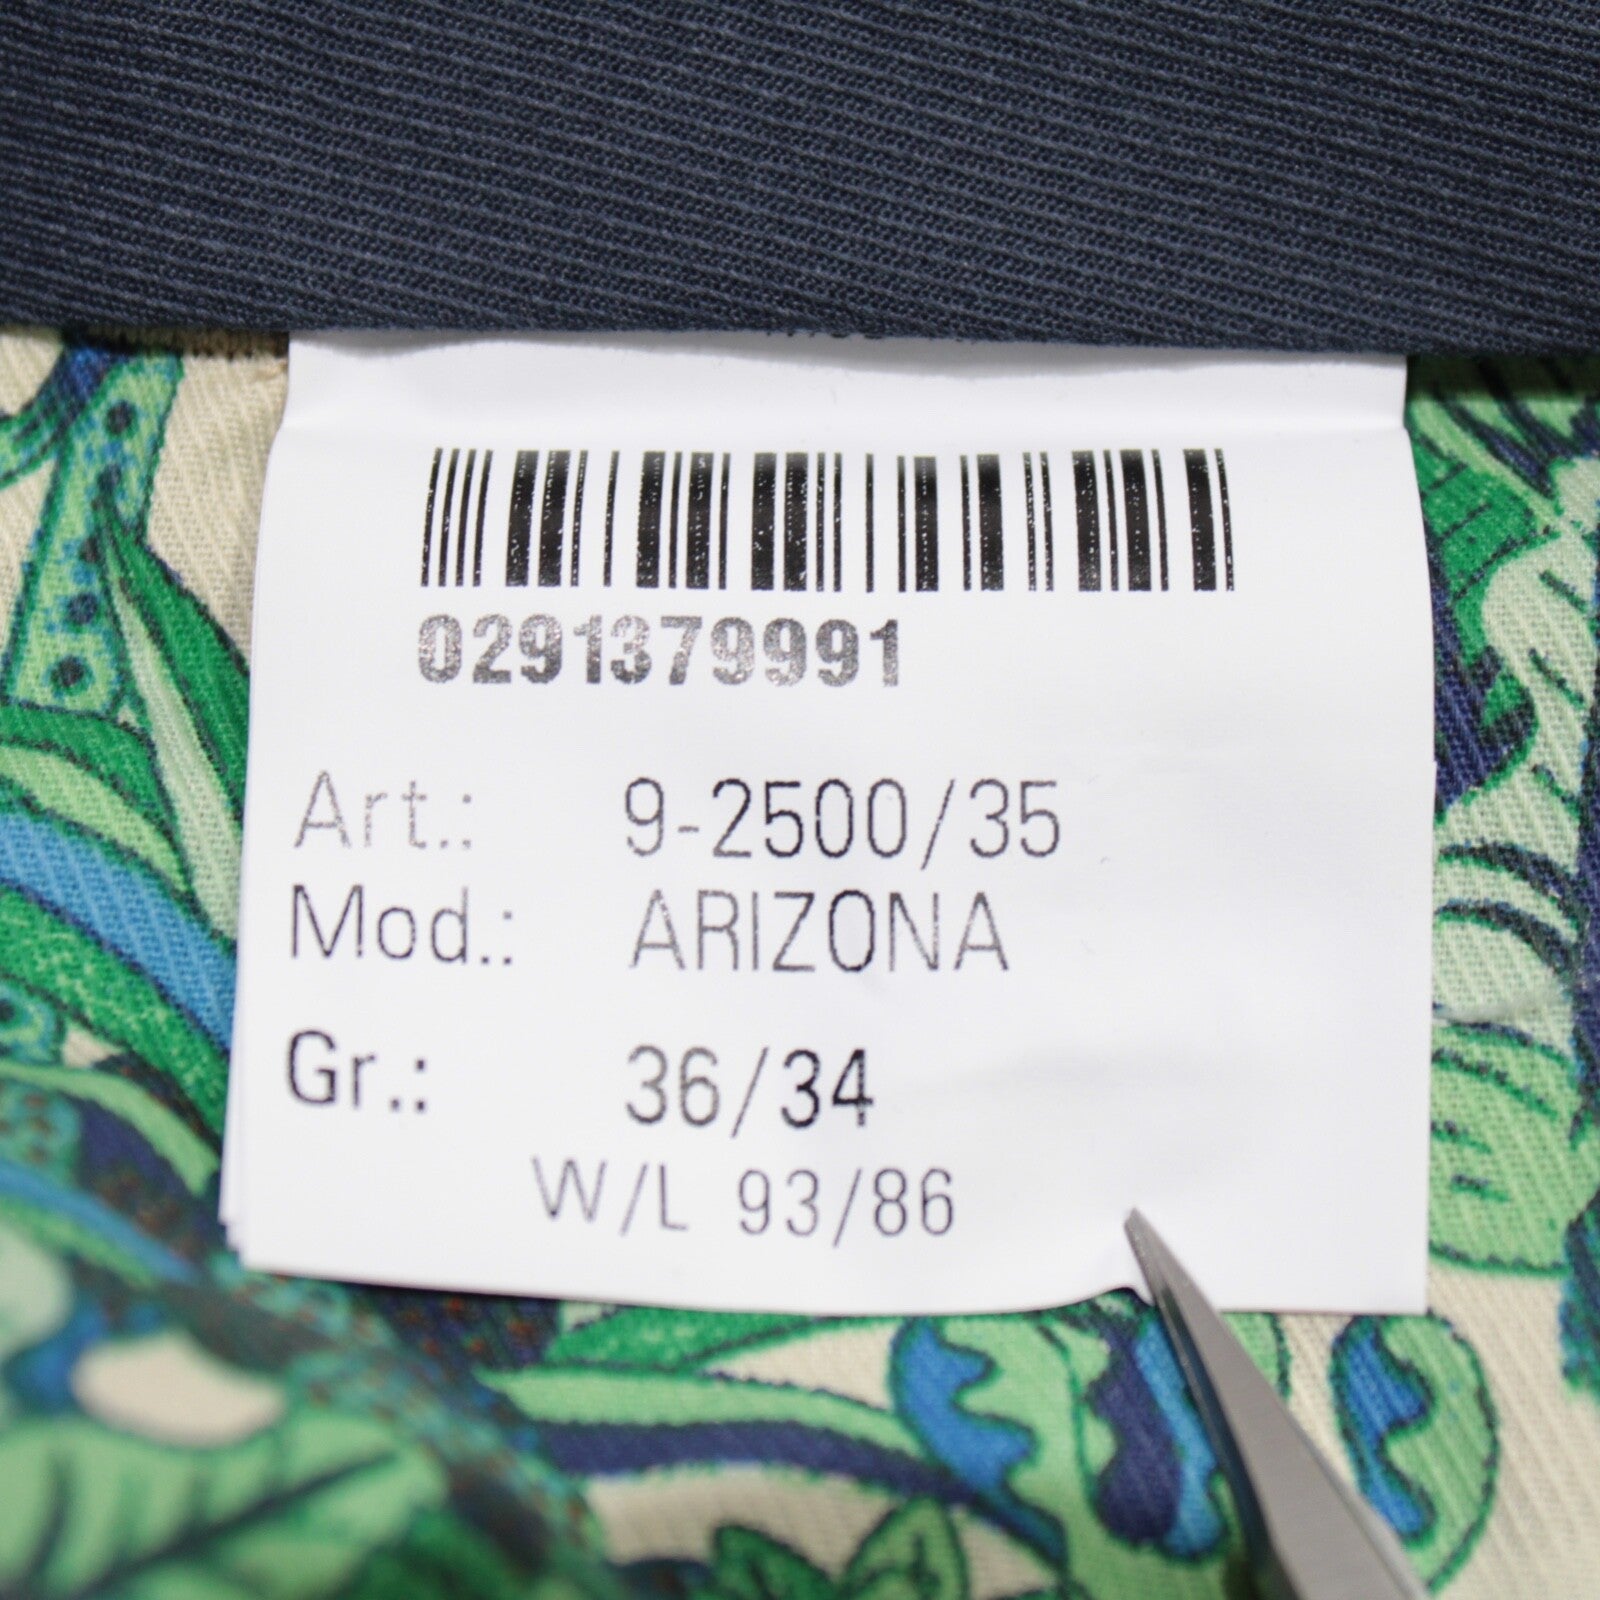 0291379991
Art.: 9-2500/35
Mod.: ARIZONA
Gr.: 36/34
W/L 93/86